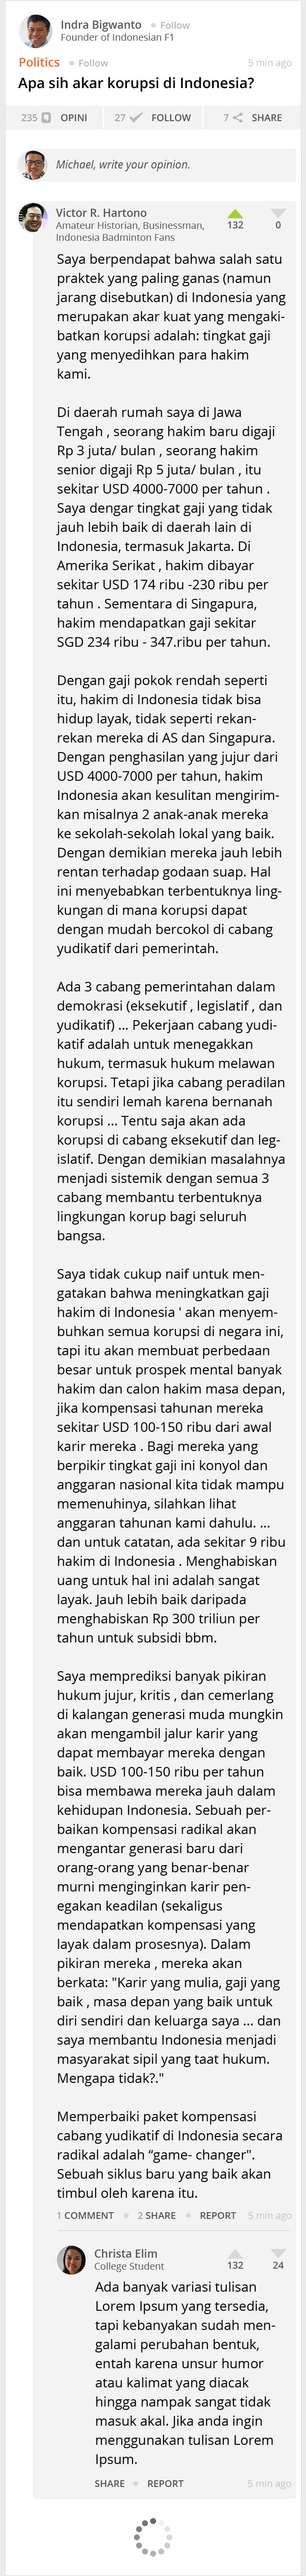 Indra Bigwanto • Follow
Founder of Indonesian F1
Politics • Follow 5 min ago
Apa sih akar korupsi di Indonesia?
235 OPINI 27 FOLLOW 7 SHARE
Michael, write your opinion.
Victor R. Hartono
Amateur Historian, Businessman,
Indonesia Badminton Fans
132 0
Saya berpendapat bahwa salah satu
praktek yang paling ganas (namun
jarang disebutkan) di Indonesia yang
merupakan akar kuat yang mengaki-
batkan korupsi adalah: tingkat gaji
yang menyedihkan para hakim
kami.
Di daerah rumah saya di Jawa
Tengah , seorang hakim baru digaji
Rp 3 juta/ bulan , seorang hakim
senior digaji Rp 5 juta/ bulan , itu
sekitar USD 4000-7000 per tahun .
Saya dengar tingkat gaji yang tidak
jauh lebih baik di daerah lain di
Indonesia, termasuk Jakarta. Di
Amerika Serikat , hakim dibayar
sekitar USD 174 ribu -230 ribu per
tahun . Sementara di Singapura,
hakim mendapatkan gaji sekitar
SGD 234 ribu - 347.ribu per tahun.
Dengan gaji pokok rendah seperti
itu, hakim di Indonesia tidak bisa
hidup layak, tidak seperti rekan-
rekan mereka di AS dan Singapura.
Dengan penghasilan yang jujur dari
USD 4000-7000 per tahun, hakim
Indonesia akan kesulitan mengirim-
kan misalnya 2 anak-anak mereka
ke sekolah-sekolah lokal yang baik.
Dengan demikian mereka jauh lebih
rentan terhadap godaan suap. Hal
ini menyebabkan terbentuknya ling-
kungan di mana korupsi dapat
dengan mudah bercokol di cabang
yudikatif dari pemerintah.
Ada 3 cabang pemerintahan dalam
demokrasi (eksekutif , legislatif , dan
yudikatif) ... Pekerjaan cabang yudi-
katif adalah untuk menegakkan
hukum, termasuk hukum melawan
korupsi. Tetapi jika cabang peradilan
itu sendiri lemah karena bernanah
korupsi ... Tentu saja akan ada
korupsi di cabang eksekutif dan leg-
islatif. Dengan demikian masalahnya
menjadi sistemik dengan semua 3
cabang membantu terbentuknya
lingkungan korup bagi seluruh
bangsa.
Saya tidak cukup naif untuk men-
gatakan bahwa meningkatkan gaji
hakim di Indonesia ' akan menyem-
buhkan semua korupsi di negara ini,
tapi itu akan membuat perbedaan
besar untuk prospek mental banyak
hakim dan calon hakim masa depan,
jika kompensasi tahunan mereka
sekitar USD 100-150 ribu dari awal
karir mereka . Bagi mereka yang
berpikir tingkat gaji ini konyol dan
anggaran nasional kita tidak mampu
memenuhinya, silahkan lihat
anggaran tahunan kami dahulu. ...
dan untuk catatan, ada sekitar 9 ribu
hakim di Indonesia . Menghabiskan
uang untuk hal ini adalah sangat
layak. Jauh lebih baik daripada
menghabiskan Rp 300 triliun per
tahun untuk subsidi bbm.
Saya memprediksi banyak pikiran
hukum jujur, kritis , dan cemerlang
di kalangan generasi muda mungkin
akan mengambil jalur karir yang
dapat membayar mereka dengan
baik. USD 100-150 ribu per tahun
bisa membawa mereka jauh dalam
kehidupan Indonesia. Sebuah per-
baikan kompensasi radikal akan
mengantar generasi baru dari
orang-orang yang benar-benar
murni menginginkan karir pen-
egakan keadilan (sekaligus
mendapatkan kompensasi yang
layak dalam prosesnya). Dalam
pikiran mereka , mereka akan
berkata: "Karir yang mulia, gaji yang
baik , masa depan yang baik untuk
diri sendiri dan keluarga saya ... dan
saya membantu Indonesia menjadi
masyarakat sipil yang taat hukum.
Mengapa tidak?."
Memperbaiki paket kompensasi
cabang yudikatif di Indonesia secara
radikal adalah “game- changer".
Sebuah siklus baru yang baik akan
timbul oleh karena itu.
1 COMMENT • 2 SHARE • REPORT 5 min ago
Christa Elim
College Student
132 24
Ada banyak variasi tulisan
Lorem Ipsum yang tersedia,
tapi kebanyakan sudah men-
galami perubahan bentuk,
entah karena unsur humor
atau kalimat yang diacak
hingga nampak sangat tidak
masuk akal. Jika anda ingin
menggunakan tulisan Lorem
Ipsum.
SHARE • REPORT 5 min ago